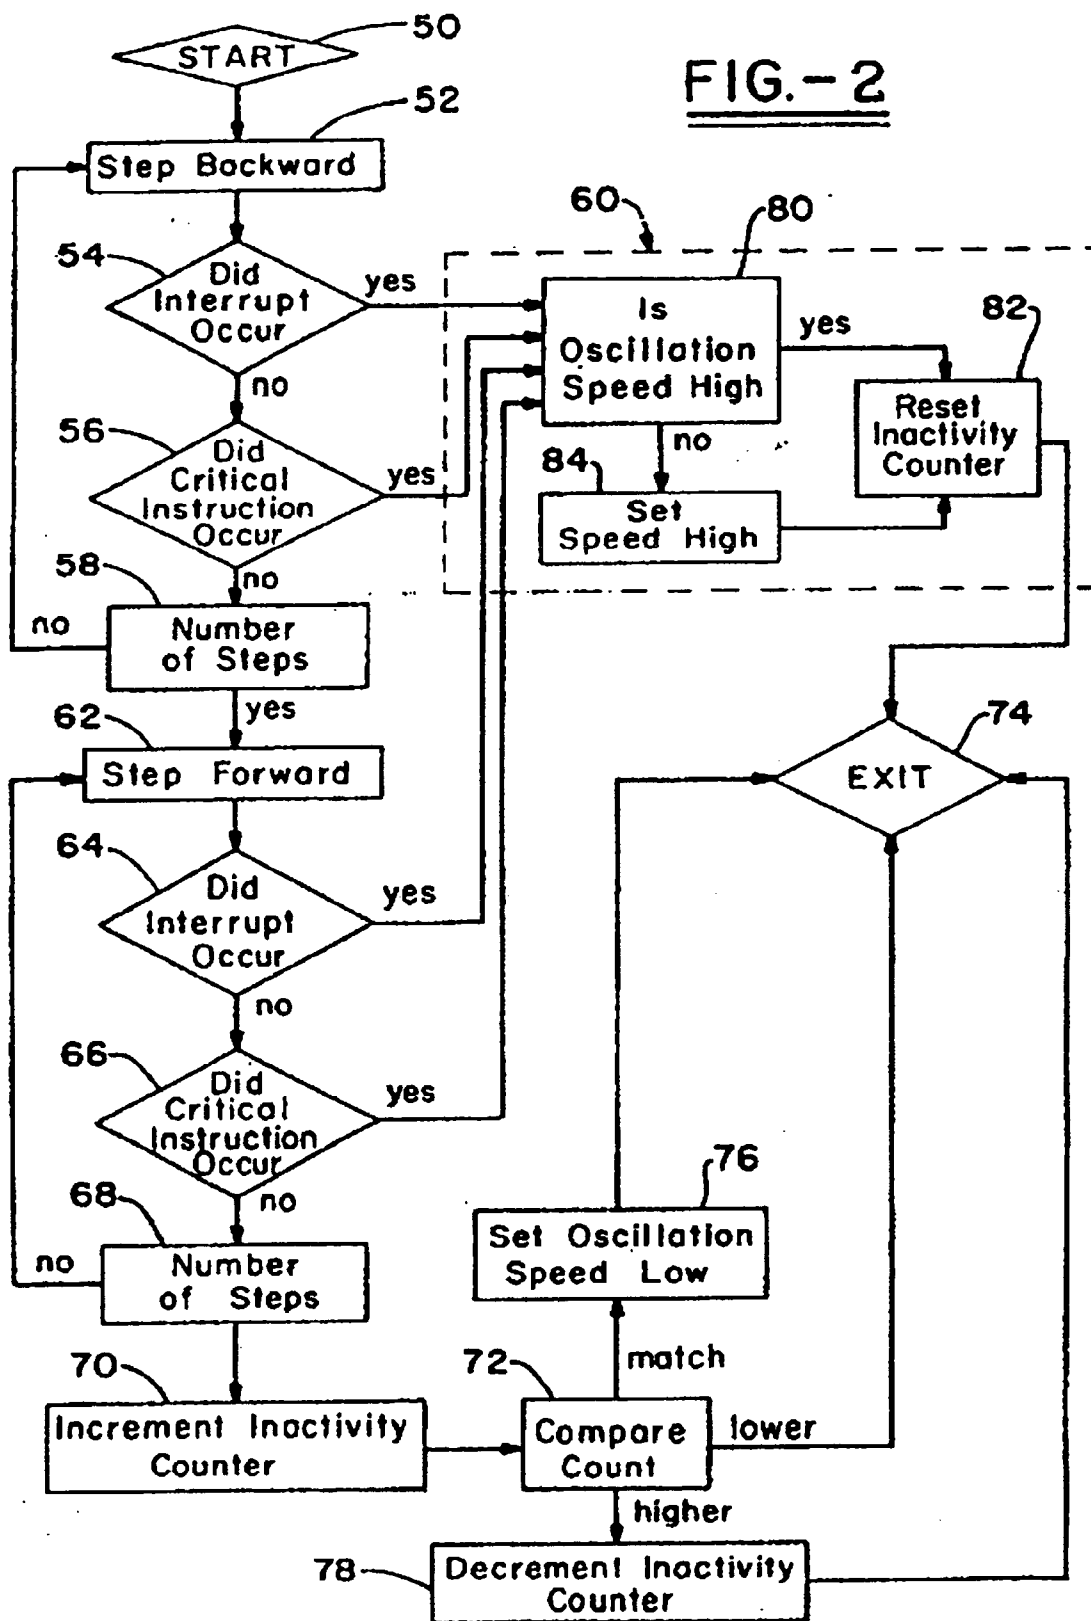 50
START
FIG.-2
52
Step Backward
60
80
54
Did
Interrupt
Occur
yes
Is
Oscillation
Speed High
yes
82
no
56
Did
Critical
Instruction
Occur
yes
no
84
Set
Speed High
Reset
Inactivity
Counter
no
58
no
Number
of Steps
yes
62
Step Forward
74
EXIT
64
Did
Interrupt
Occur
yes
no
66
Did
Critical
Instruction
Occur
yes
no
68
no
Number
of Steps
76
Set Oscillation
Speed Low
match
70
Increment Inactivity
Counter
72
Compare
Count
lower
higher
78
Decrement Inactivity
Counter